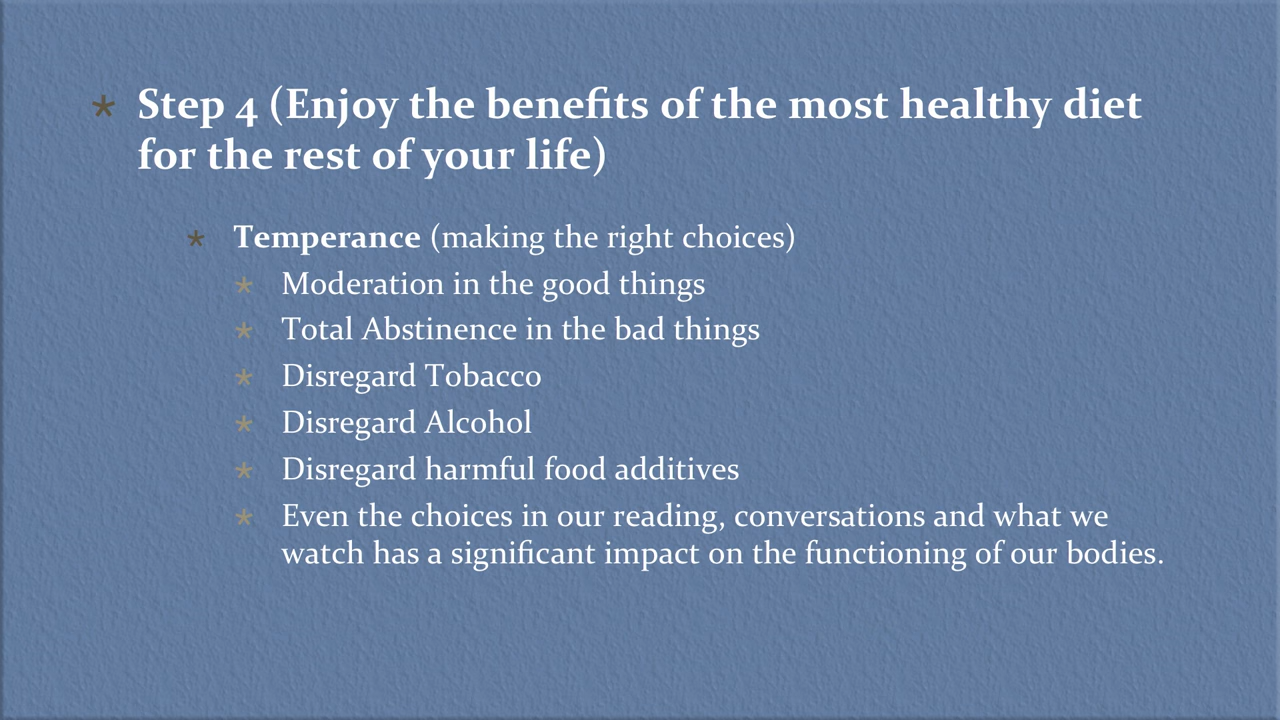 * Step 4 (Enjoy the benefits of the most healthy diet
for the rest of your life)
* Temperance (making the right choices)
* Moderation in the good things
* Total Abstinence in the bad things
* Disregard Tobacco
* Disregard Alcohol
* Disregard harmful food additives
* Even the choices in our reading, conversations and what we
watch has a significant impact on the functioning of our bodies.